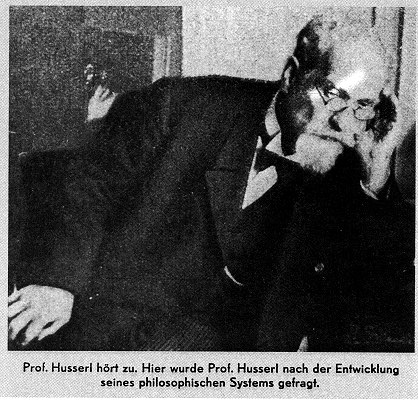 Prof. Husserl hört zu. Hier wurde Prof. Husserl nach der Entwicklung
seines philosophischen Systems gefragt.